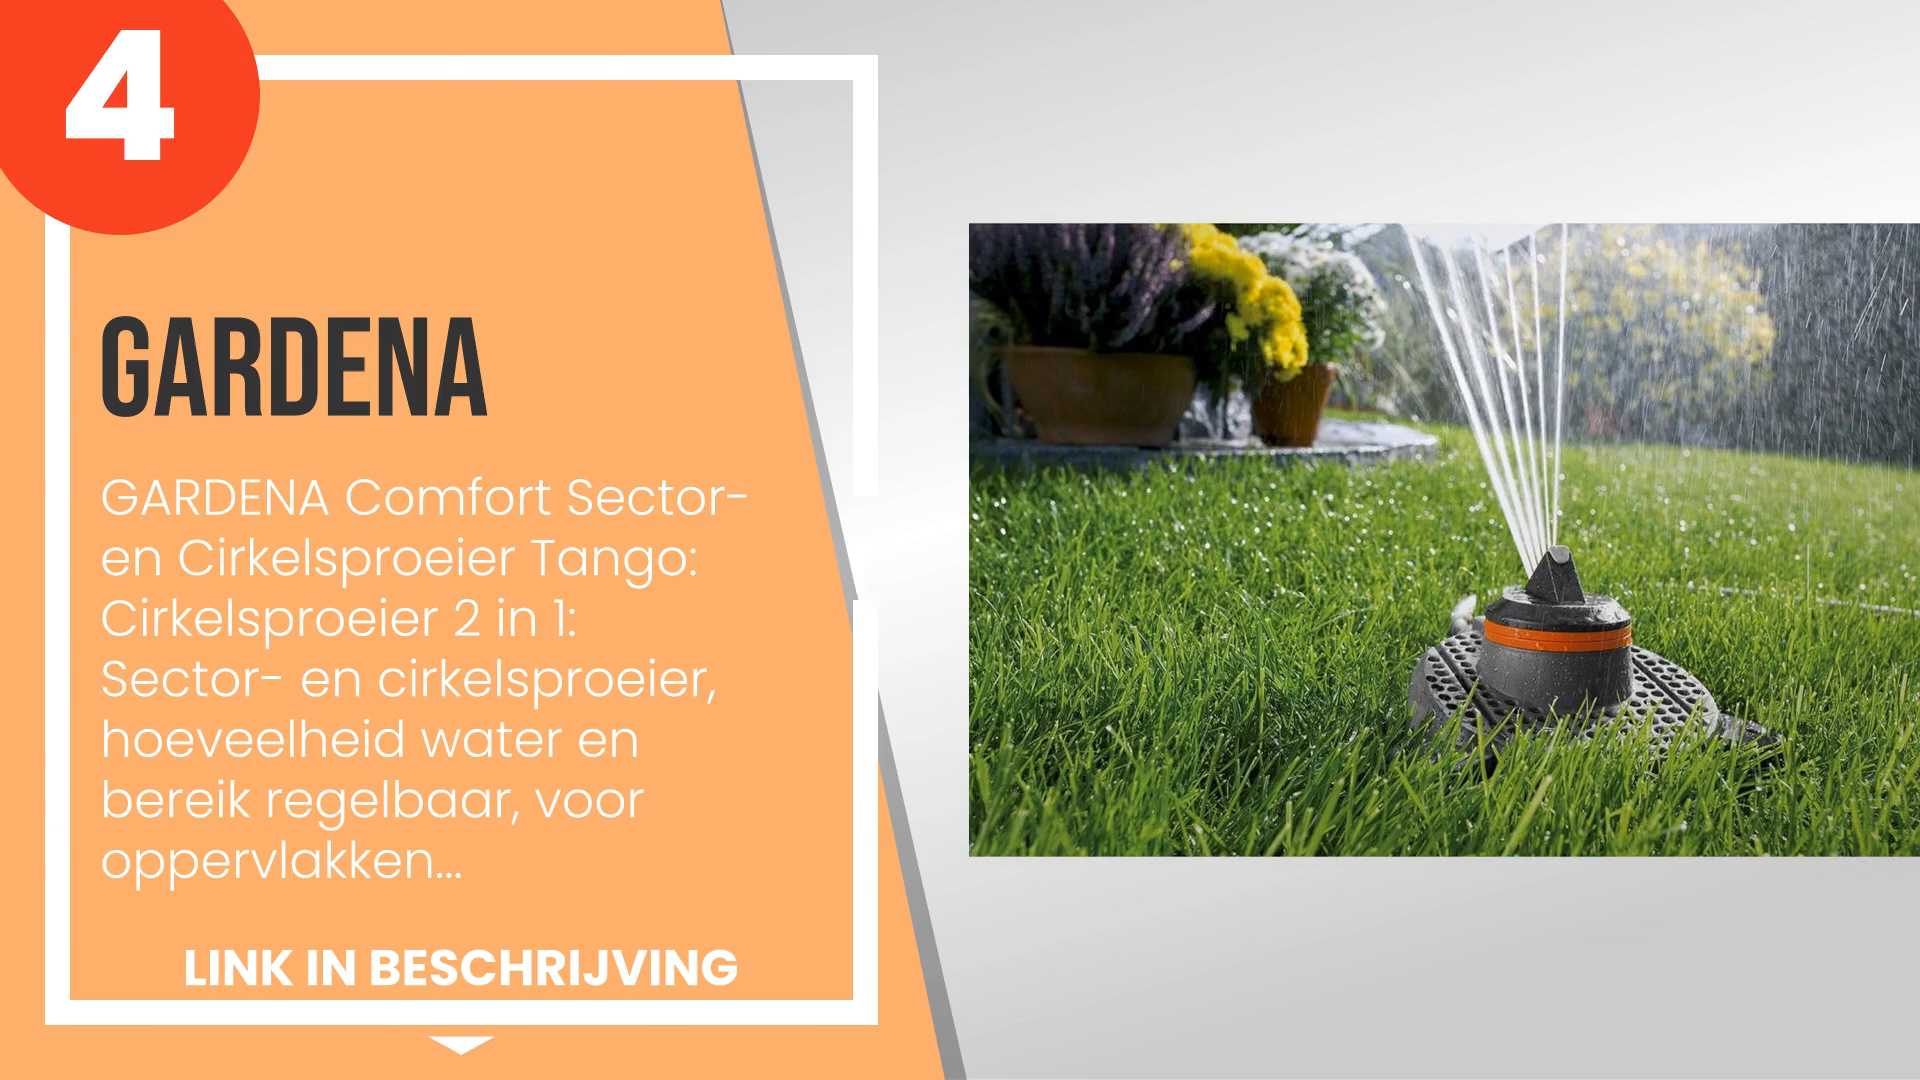 4
GARDENA
GARDENA Comfort Sector-
en Cirkelsproeier Tango:
Cirkelsproeier 2 in 1:
Sector- en cirkelsproeier,
hoeveelheid water en
bereik regelbaar, voor
oppervlakken...
LINK IN BESCHRIJVING